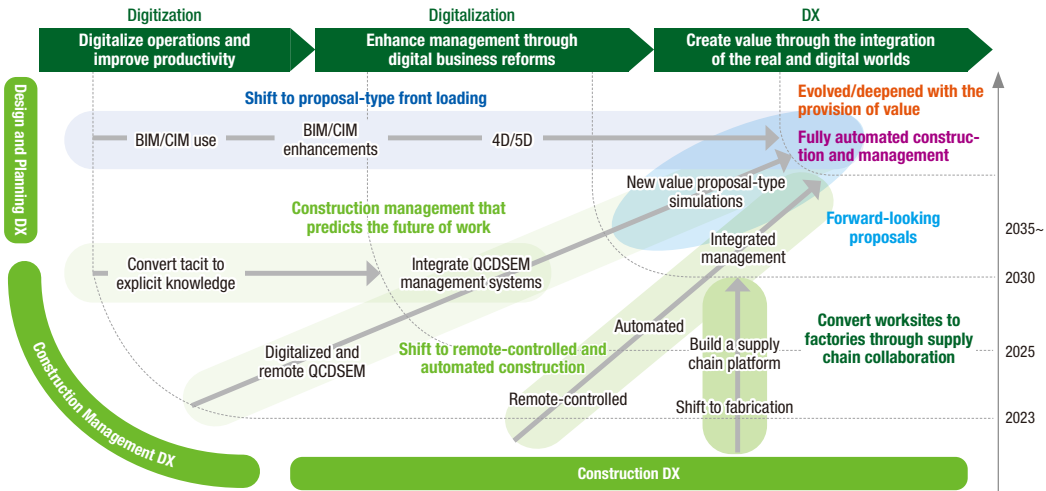 Digitization
Digitalization
DX
Digitalize operations and
improve productivity
Enhance management through
digital business reforms
Create value through the integration
of the real and digital worlds
Design and Planning DX
Shift to proposal-type front loading
BIM/CIM use
BIM/CIM
enhancements
4D/5D
Evolved/deepened with the
provision of value
Fully automated construc-
tion and management
New value proposal-type
simulations
Construction management that
predicts the future of work
Forward-looking
proposals
2035~
Integrated
management
Convert tacit to
explicit knowledge
Integrate QCDSEM
management systems
2030
Construction Management DX
Automated
Convert worksites to
factories through supply
chain collaboration
Digitalized and
remote QCDSEM
Shift to remote-controlled and
automated construction
Build a supply
chain platform
2025
Remote-controlled
Shift to fabrication
2023
Construction DX